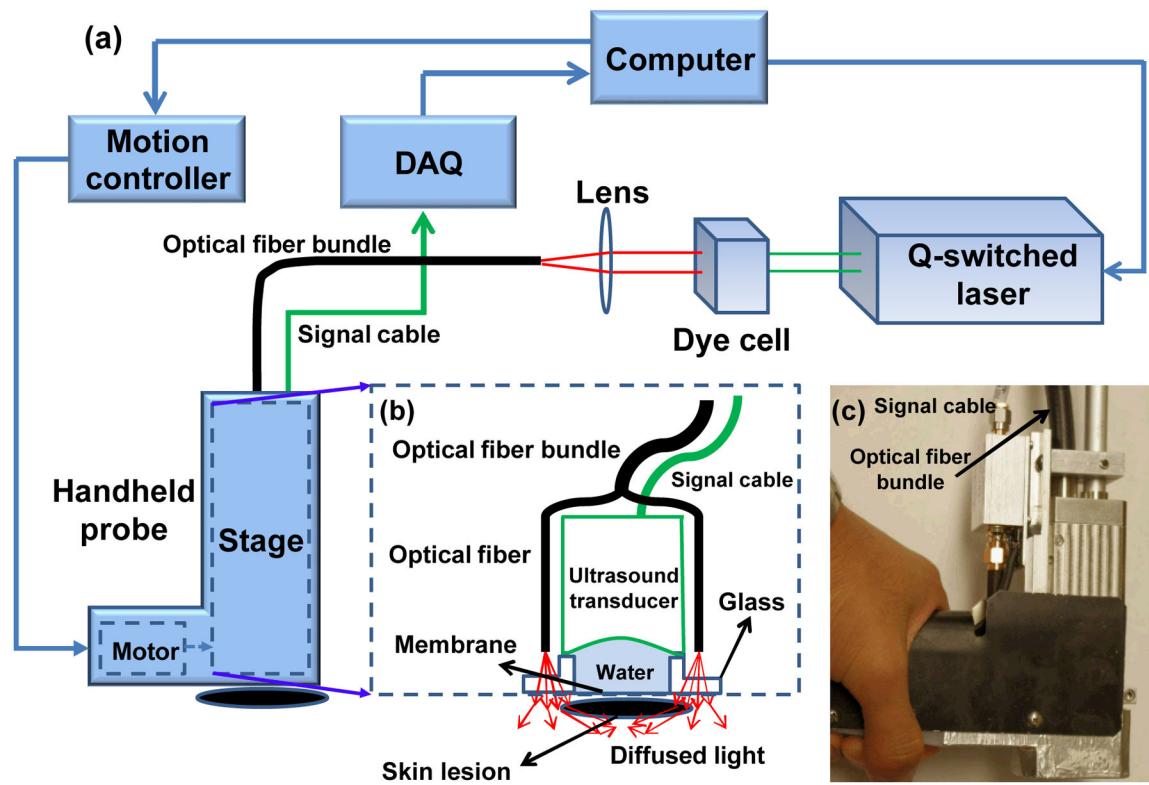 (a)
Computer
Motion
controller
DAQ
Lens
Optical fiber bundle
Q-switched
laser
Signal cable
Dye cell
Handheld
probe
Stage
Motor
(b)
Optical fiber bundle
Signal cable
Optical fiber
Ultrasound
transducer
Glass
Membrane
Water
Diffused light
Skin lesion
(c)
Signal cable
Optical fiber
bundle